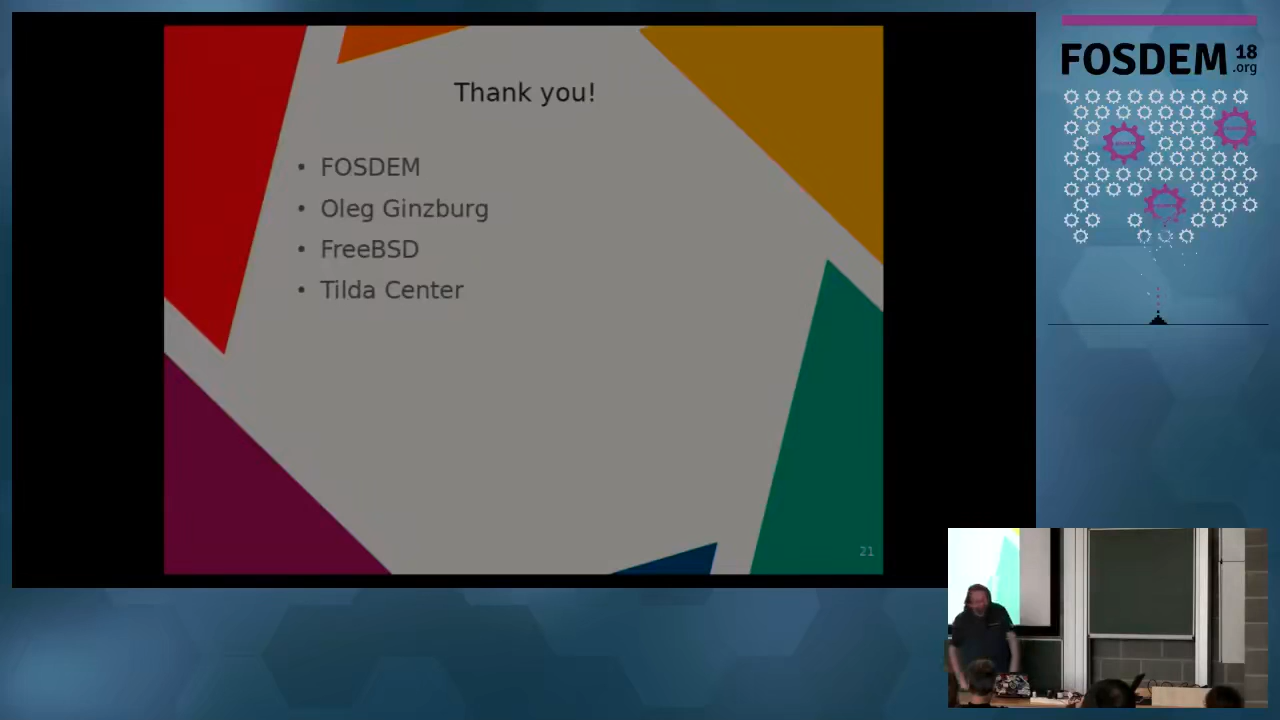 Thank you!
• FOSDEM
• Oleg Ginzburg
• FreeBSD
• Tilda Center
21
FOSDEM 18
.org